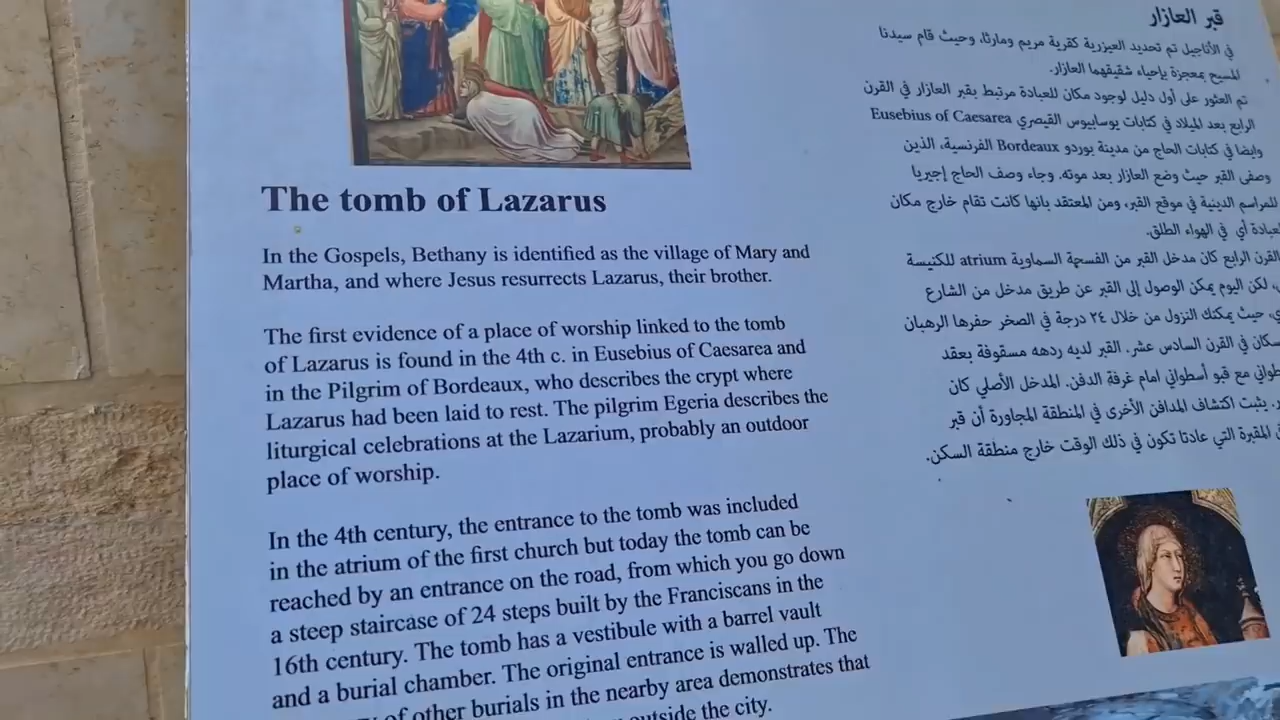 The tomb of Lazarus
In the Gospels, Bethany is identified as the village of Mary and
Martha, and where Jesus resurrects Lazarus, their brother.
The first evidence of a place of worship linked to the tomb
of Lazarus is found in the 4th c. in Eusebius of Caesarea and
in the Pilgrim of Bordeaux, who describes the crypt where
Lazarus had been laid to rest. The pilgrim Egeria describes the
liturgical celebrations at the Lazarium, probably an outdoor
place of worship.
In the 4th century, the entrance to the tomb was included
in the atrium of the first church but today the tomb can be
reached by an entrance on the road, from which you go down
a steep staircase of 24 steps built by the Franciscans in the
16th century. The tomb has a vestibule with a barrel vault
and a burial chamber. The original entrance is walled up. The
of other burials in the nearby area demonstrates that
outside the city.
قبر العازار
في الأناجيل تم تحديد العيزرية كقرية مريم ومارثا، وحيث قام سيدنا
المسيح بمعجزة بإحياء شقيقهما العازار.
تم العثور على أول دليل لوجود مكان للعبادة مرتبط بقبر العازار في القرن
الرابع بعد الميلاد في كتابات يوسابيوس القيصري Eusebius of Caesarea
وايضا في كتابات الحاج من مدينة بوردو Bordeaux الفرنسية، الذين
وصفى القبر حيث وضع العازار بعد موته. وجاء وصف الحاج إجيريا
للمراسم الدينية في موقع القبر، ومن المعتقد بانها كانت تقام خارج مكان
أي في الهواء الطلق.
القرن الرابع كان مدخل القبر من الفسحة السماوية atrium للكنيسة
لكن اليوم يمكن الوصول إلى القبر عن طريق مدخل من الشارع
حيث يمكنك النزول من خلال ٢٤ درجة في الصخر حفرها الرهبان
في القرن السادس عشر. القبر لديه ردهه مسقوفة بعقد
مع قبو أسطواني امام غرفة الدفن. المدخل الأصلي كان
يثبت اكتشاف المدافن الأخرى في المنطقة المجاورة أن قبر
المقبرة التي عادتا تكون في ذلك الوقت خارج منطقة السكن.